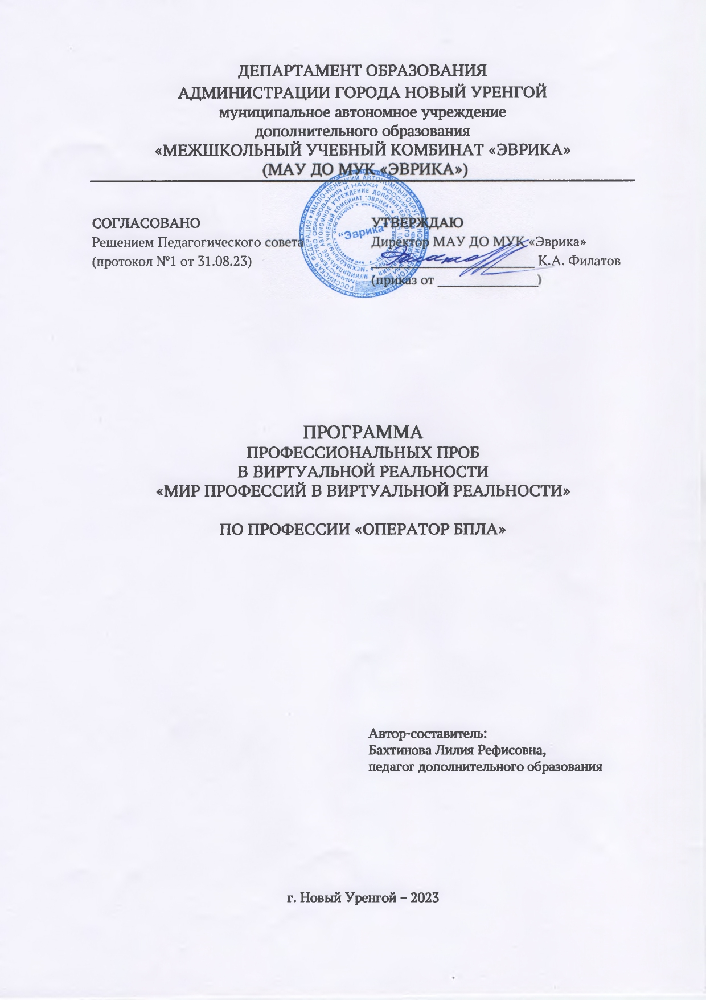 ДЕПАРТАМЕНТ ОБРАЗОВАНИЯ
АДМИНИСТРАЦИИ ГОРОДА НОВЫЙ УРЕНГОЙ
муниципальное автономное учреждение
дополнительного образования
«МЕЖШКОЛЬНЫЙ УЧЕБНЫЙ КОМБИНАТ «ЭВРИКА»
(МАУ ДО МУК «ЭВРИКА»)
СОГЛАСОВАНО
Решением Педагогического совета
(протокол №1 от 31.08.23)
"Эврика"
УТВЕРЖДАЮ
Директор МАУ ДО МУК «Эврика»
К.А. Филатов
(приказ от ______________)
ПРОГРАММА
ПРОФЕССИОНАЛЬНЫХ ПРОБ
В ВИРТУАЛЬНОЙ РЕАЛЬНОСТИ
«МИР ПРОФЕССИЙ В ВИРТУАЛЬНОЙ РЕАЛЬНОСТИ»
ПО ПРОФЕССИИ «ОПЕРАТОР БПЛА»
Автор-составитель:
Бахтинова Лилия Рефисовна,
педагог дополнительного образования
г. Новый Уренгой – 2023